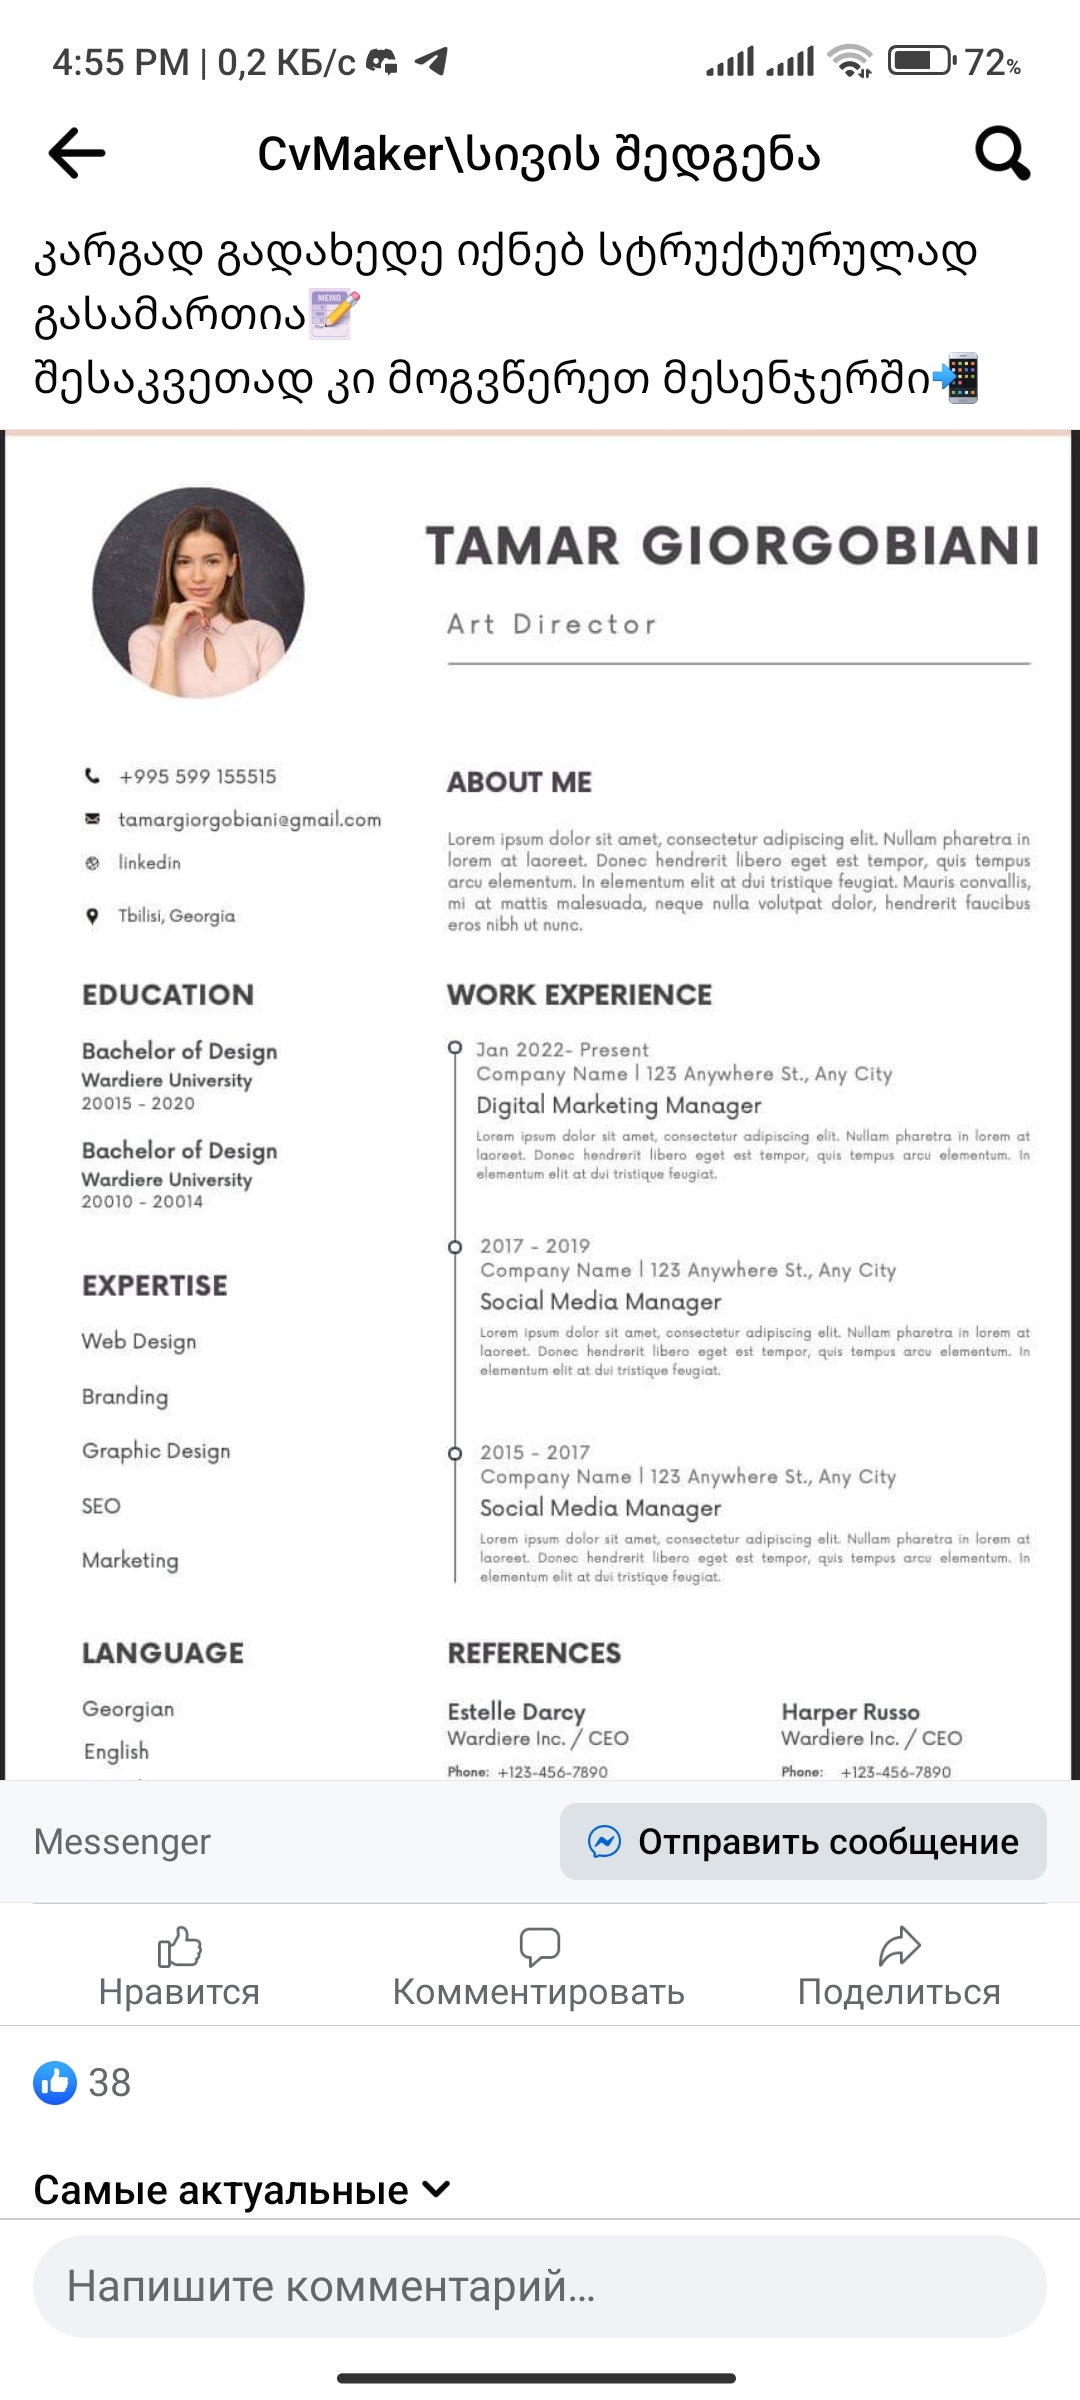 4:55 PM | 0,2 КБ/с 72%
CvMaker\სივის შედგენა
კარგად გადახედე იქნებ სტრუქტურულად
გასამართია
შესაკვეთად კი მოგვწერეთ მესენჯერში
TAMAR GIORGOBIANI
Art Director
+995 599 155515
tamargiorgobiani@gmail.com
linkedin
Tbilisi, Georgia
ABOUT ME
Lorem ipsum dolor sit amet, consectetur adipiscing elit. Nullam pharetra in
lorem at laoreet. Donec hendrerit libero eget est tempor, quis tempus
arcu elementum. In elementum elit at dui tristique feugiat. Mauris convallis,
mi at mattis malesuada, neque nulla volutpat dolor, hendrerit faucibus
eros nibh ut nunc.
EDUCATION
Bachelor of Design
Wardiere University
20015 - 2020
Bachelor of Design
Wardiere University
20010 - 20014
EXPERTISE
Web Design
Branding
Graphic Design
SEO
Marketing
WORK EXPERIENCE
Jan 2022- Present
Company Name | 123 Anywhere St., Any City
Digital Marketing Manager
Lorem ipsum dolor sit amet, consectetur adipiscing elit. Nullam pharetra in lorem at
laoreet. Donec hendrerit libero eget est tempor, quis tempus arcu elementum. In
elementum elit at dui tristique feugiat.
2017 - 2019
Company Name | 123 Anywhere St., Any City
Social Media Manager
Lorem ipsum dolor sit amet, consectetur adipiscing elit. Nullam pharetra in lorem at
laoreet. Donec hendrerit libero eget est tempor, quis tempus arcu elementum. In
elementum elit at dui tristique feugiat.
2015 - 2017
Company Name | 123 Anywhere St., Any City
Social Media Manager
Lorem ipsum dolor sit amet, consectetur adipiscing elit. Nullam pharetra in lorem at
laoreet. Donec hendrerit libero eget est tempor, quis tempus arcu elementum. In
elementum elit at dui tristique feugiat.
LANGUAGE
Georgian
English
REFERENCES
Estelle Darcy
Wardiere Inc. / CEO
Phone: +123-456-7890
Harper Russo
Wardiere Inc. / CEO
Phone: +123-456-7890
Messenger
Отправить сообщение
Нравится
Комментировать
Поделиться
38
Самые актуальные
Напишите комментарий...